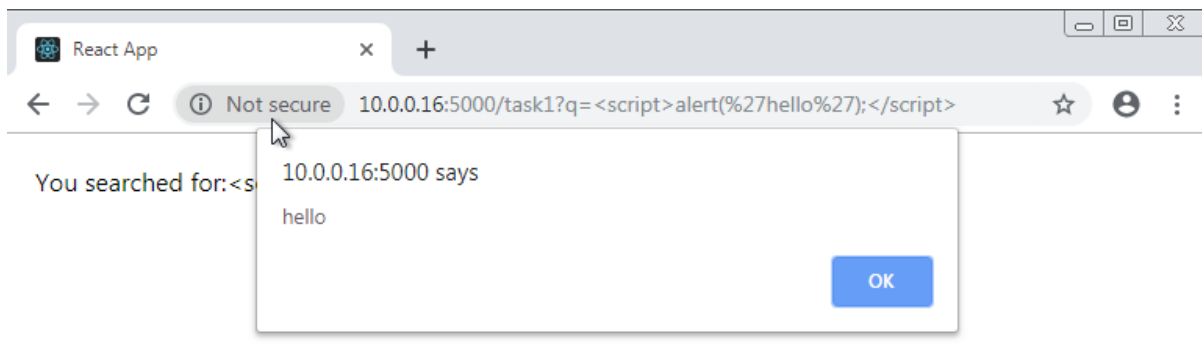 React App
Not secure 10.0.0.16:5000/task1?q=<script>alert(%27hello%27);</script>
You searched for:<s
10.0.0.16:5000 says
hello
OK